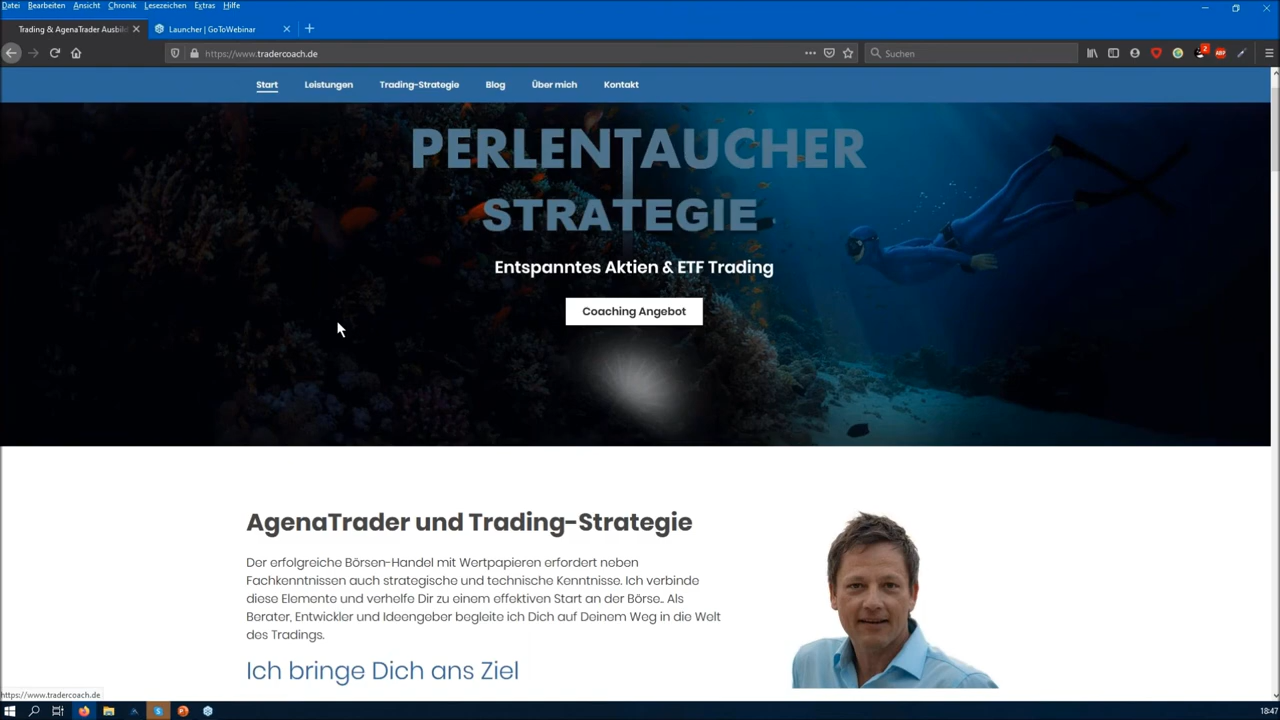 Datei Bearbeiten Ansicht Chronik Lesezeichen Extras Hilfe
Trading & AgenaTrader Ausbild
Launcher | GoToWebinar
https://www.tradercoach.de
Suchen
2
ABP
Start Leistungen Trading-Strategie Blog Über mich Kontakt
PERLENTAUCHER
STRATEGIE
Entspanntes Aktien & ETF Trading
Coaching Angebot
AgenaTrader und Trading-Strategie
Der erfolgreiche Börsen-Handel mit Wertpapieren erfordert neben
Fachkenntnissen auch strategische und technische Kenntnisse. Ich verbinde
diese Elemente und verhelfe Dir zu einem effektiven Start an der Börse.. Als
Berater, Entwickler und Ideengeber begleite ich Dich auf Deinem Weg in die Welt
des Tradings.
Ich bringe Dich ans Ziel
https://www.tradercoach.de
18:47